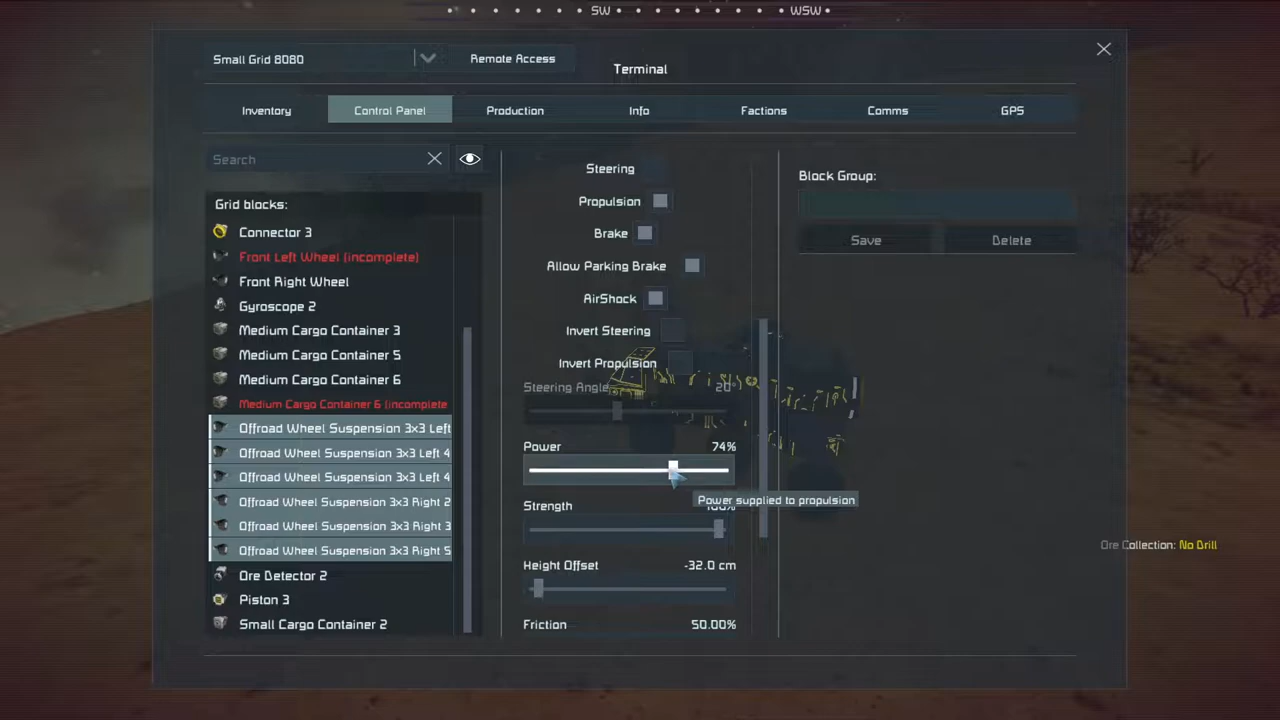 SW
WSW
Small Grid 8080
Remote Access
Terminal
Inventory
Control Panel
Production
Info
Factions
Comms
GPS
Search
Grid blocks:
Connector 3
Front Left Wheel (incomplete)
Front Right Wheel
Gyroscope 2
Medium Cargo Container 3
Medium Cargo Container 5
Medium Cargo Container 6
Medium Cargo Container 6 (incomplete
Offroad Wheel Suspension 3x3 Left
Offroad Wheel Suspension 3x3 Left 4
Offroad Wheel Suspension 3x3 Left 4
Offroad Wheel Suspension 3x3 Right 2
Offroad Wheel Suspension 3x3 Right 3
Offroad Wheel Suspension 3x3 Right 5
Ore Detector 2
Piston 3
Small Cargo Container 2
Steering
Propulsion
Brake
Allow Parking Brake
AirShock
Invert Steering
Invert Propulsion
Steering Angle 20°
Power 74%
Power supplied to propulsion
Strength 100%
Height Offset -32.0 cm
Friction 50.00%
Block Group:
Save
Delete
Ore Collection: No Drill